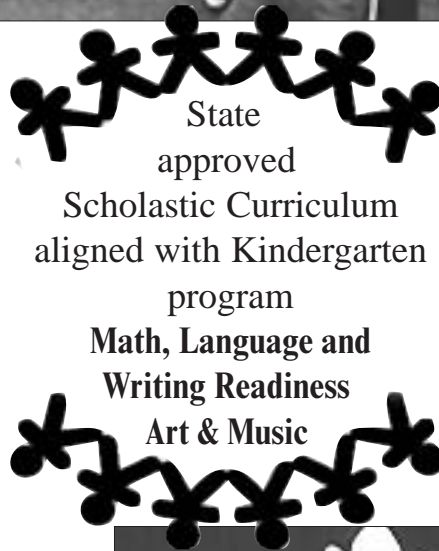 State
approved
Scholastic Curriculum
aligned with Kindergarten
program
Math, Language and
Writing Readiness
Art & Music